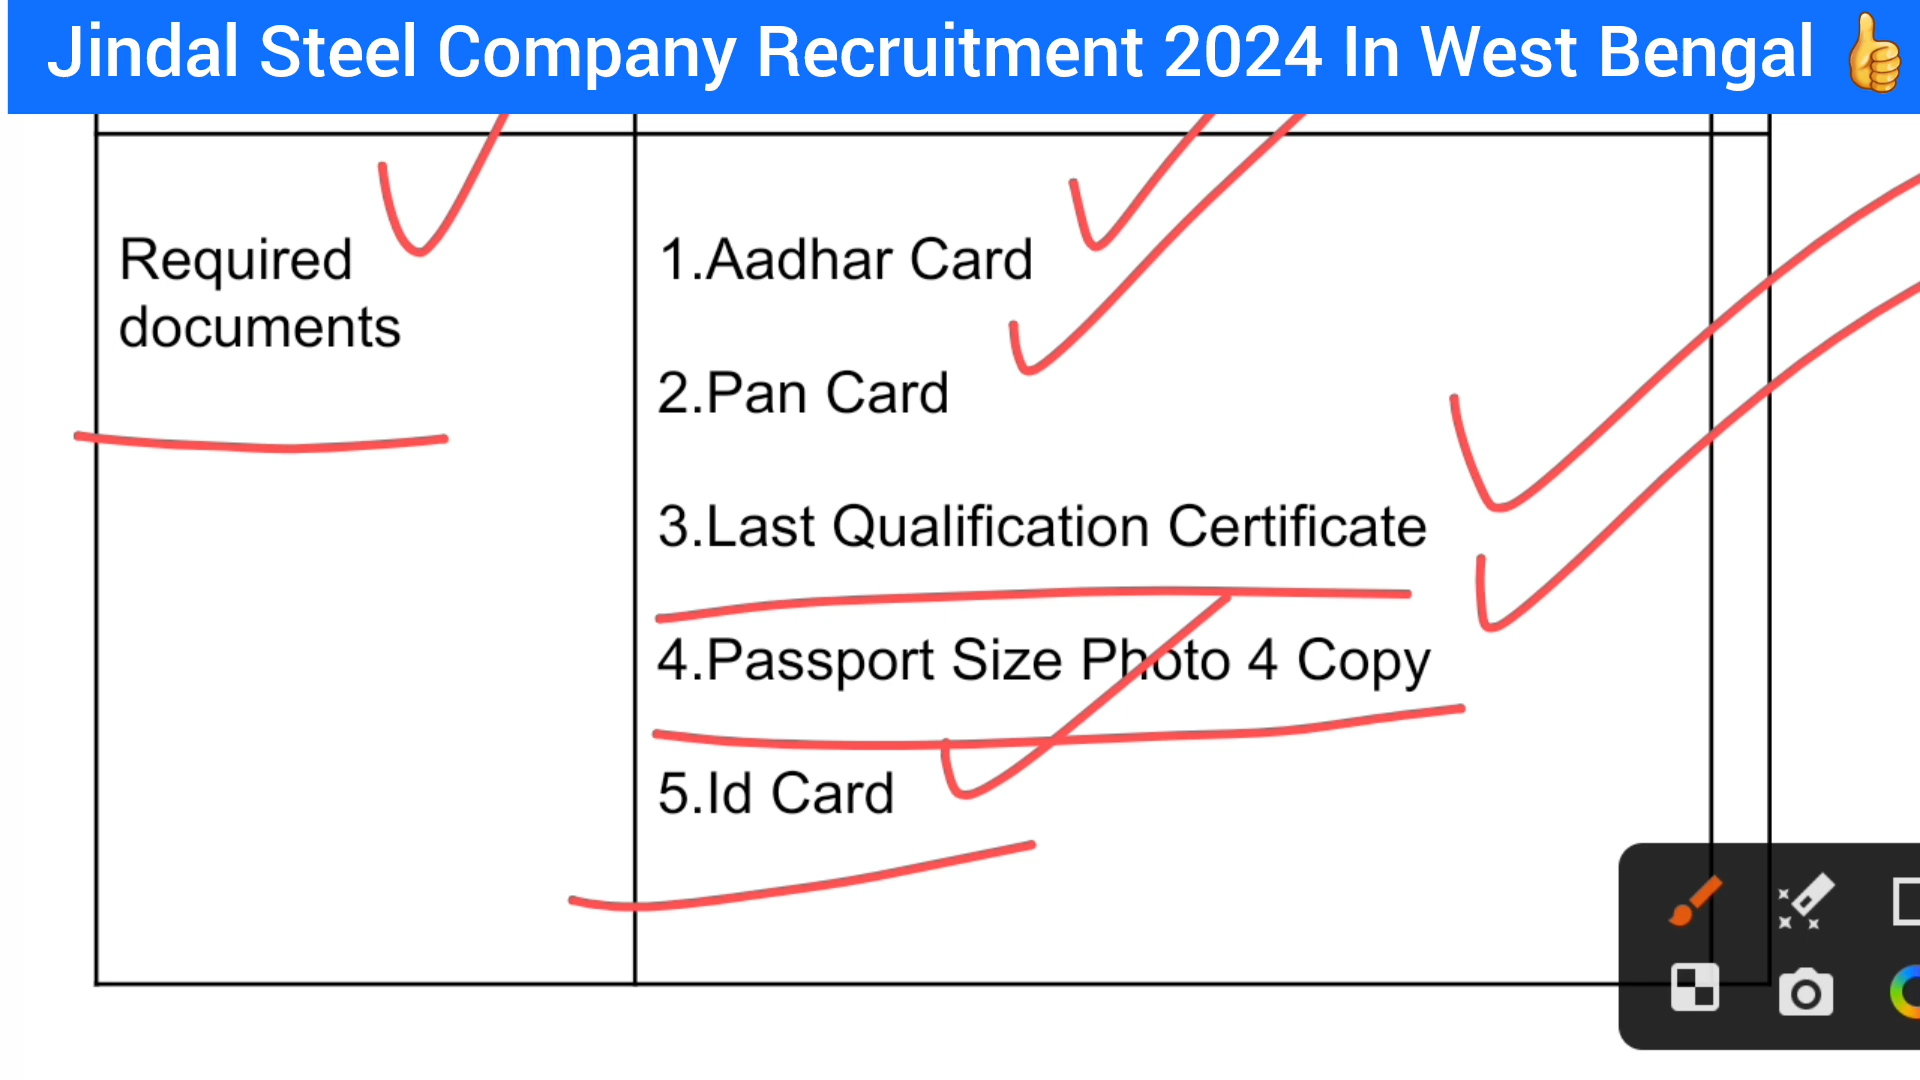 Jindal Steel Company Recruitment 2024 In West Bengal 👍
Required
documents
1.Aadhar Card
2.Pan Card
3.Last Qualification Certificate
4.Passport Size Photo 4 Copy
5.Id Card